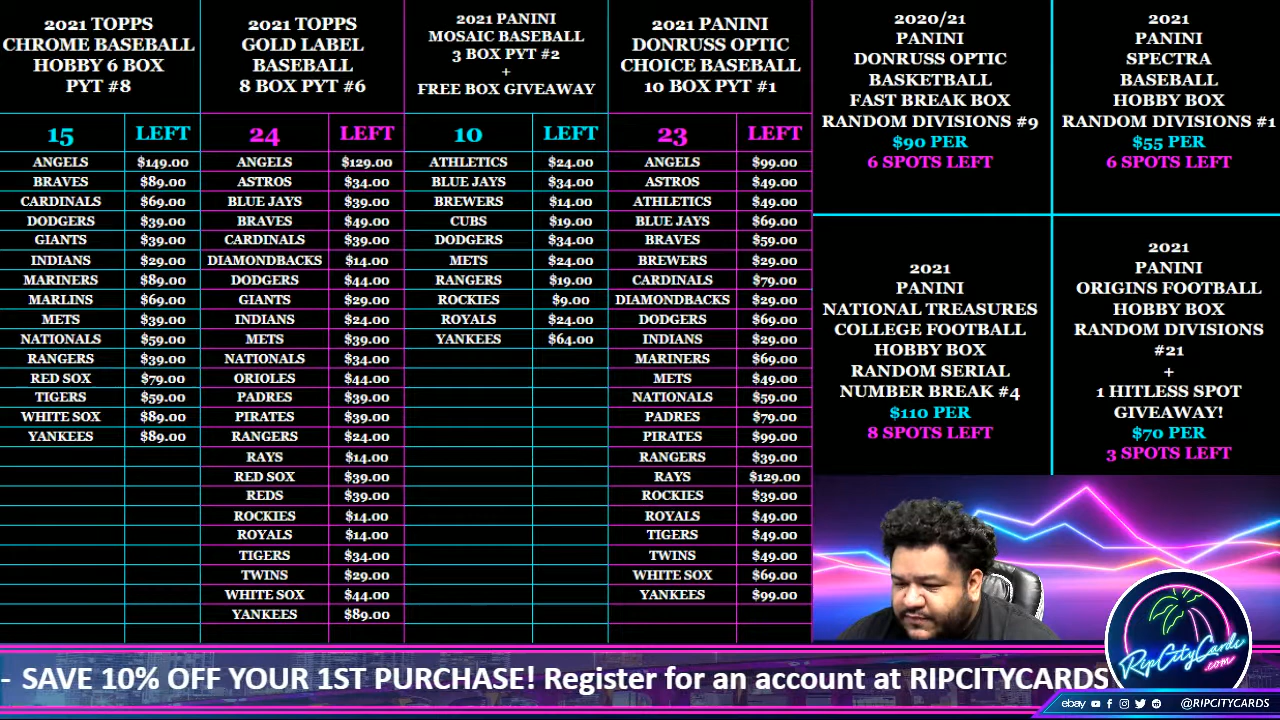 2021 TOPPS
CHROME BASEBALL
HOBBY 6 BOX
PYT #8
15 LEFT
ANGELS $149.00
BRAVES $89.00
CARDINALS $69.00
DODGERS $39.00
GIANTS $39.00
INDIANS $29.00
MARINERS $89.00
MARLINS $69.00
METS $39.00
NATIONALS $59.00
RANGERS $39.00
RED SOX $79.00
TIGERS $59.00
WHITE SOX $89.00
YANKEES $89.00
2021 TOPPS
GOLD LABEL
BASEBALL
8 BOX PYT #6
24 LEFT
ANGELS $129.00
ASTROS $34.00
BLUE JAYS $39.00
BRAVES $49.00
CARDINALS $39.00
DIAMONDBACKS $14.00
DODGERS $44.00
GIANTS $29.00
INDIANS $24.00
METS $39.00
NATIONALS $34.00
ORIOLES $44.00
PADRES $39.00
PIRATES $39.00
RANGERS $24.00
RAYS $14.00
RED SOX $39.00
REDS $39.00
ROCKIES $14.00
ROYALS $14.00
TIGERS $34.00
TWINS $29.00
WHITE SOX $44.00
YANKEES $89.00
2021 PANINI
MOSAIC BASEBALL
3 BOX PYT #2
+
FREE BOX GIVEAWAY
10 LEFT
ATHLETICS $24.00
BLUE JAYS $34.00
BREWERS $14.00
CUBS $19.00
DODGERS $34.00
METS $24.00
RANGERS $19.00
ROCKIES $9.00
ROYALS $24.00
YANKEES $64.00
2021 PANINI
DONRUSS OPTIC
CHOICE BASEBALL
10 BOX PYT #1
23 LEFT
ANGELS $99.00
ASTROS $49.00
ATHLETICS $49.00
BLUE JAYS $69.00
BRAVES $59.00
BREWERS $29.00
CARDINALS $79.00
DIAMONDBACKS $29.00
DODGERS $69.00
INDIANS $29.00
MARINERS $69.00
METS $49.00
NATIONALS $59.00
PADRES $79.00
PIRATES $99.00
RANGERS $39.00
RAYS $129.00
ROCKIES $39.00
ROYALS $49.00
TIGERS $49.00
TWINS $49.00
WHITE SOX $69.00
YANKEES $99.00
2020/21
PANINI
DONRUSS OPTIC
BASKETBALL
FAST BREAK BOX
RANDOM DIVISIONS #9
$90 PER
6 SPOTS LEFT
2021
PANINI
SPECTRA
BASEBALL
HOBBY BOX
RANDOM DIVISIONS #1
$55 PER
6 SPOTS LEFT
2021
PANINI
NATIONAL TREASURES
COLLEGE FOOTBALL
HOBBY BOX
RANDOM SERIAL
NUMBER BREAK #4
$110 PER
8 SPOTS LEFT
2021
PANINI
ORIGINS FOOTBALL
HOBBY BOX
RANDOM DIVISIONS
#21
+
1 HITLESS SPOT
GIVEAWAY!
$70 PER
3 SPOTS LEFT
RipCityCards
.com
- SAVE 10% OFF YOUR 1ST PURCHASE! Register for an account at RIPCITYCARDS
ebay @RIPCITYCARDS